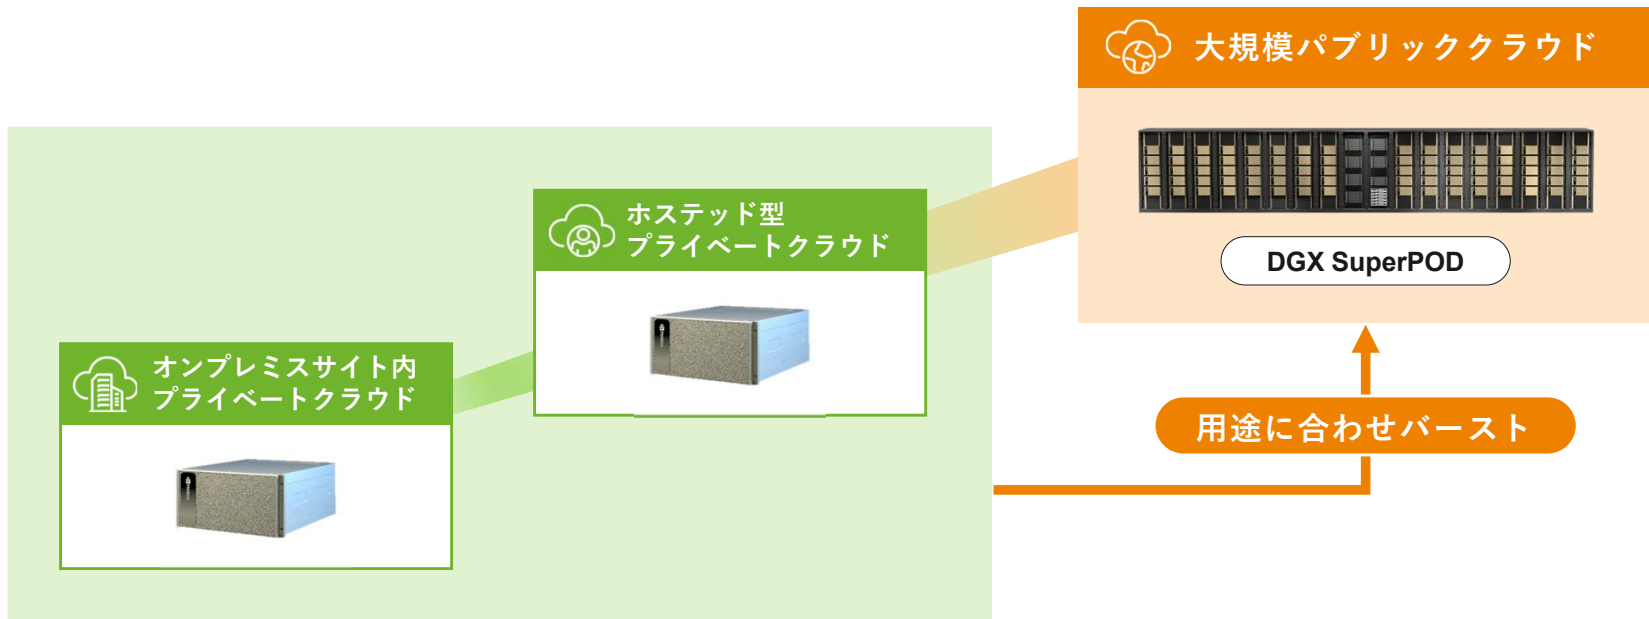 大規模パブリッククラウド
DGX SuperPOD
ホステッド型
プライベートクラウド
オンプレミスサイト内
プライベートクラウド
用途に合わせバースト